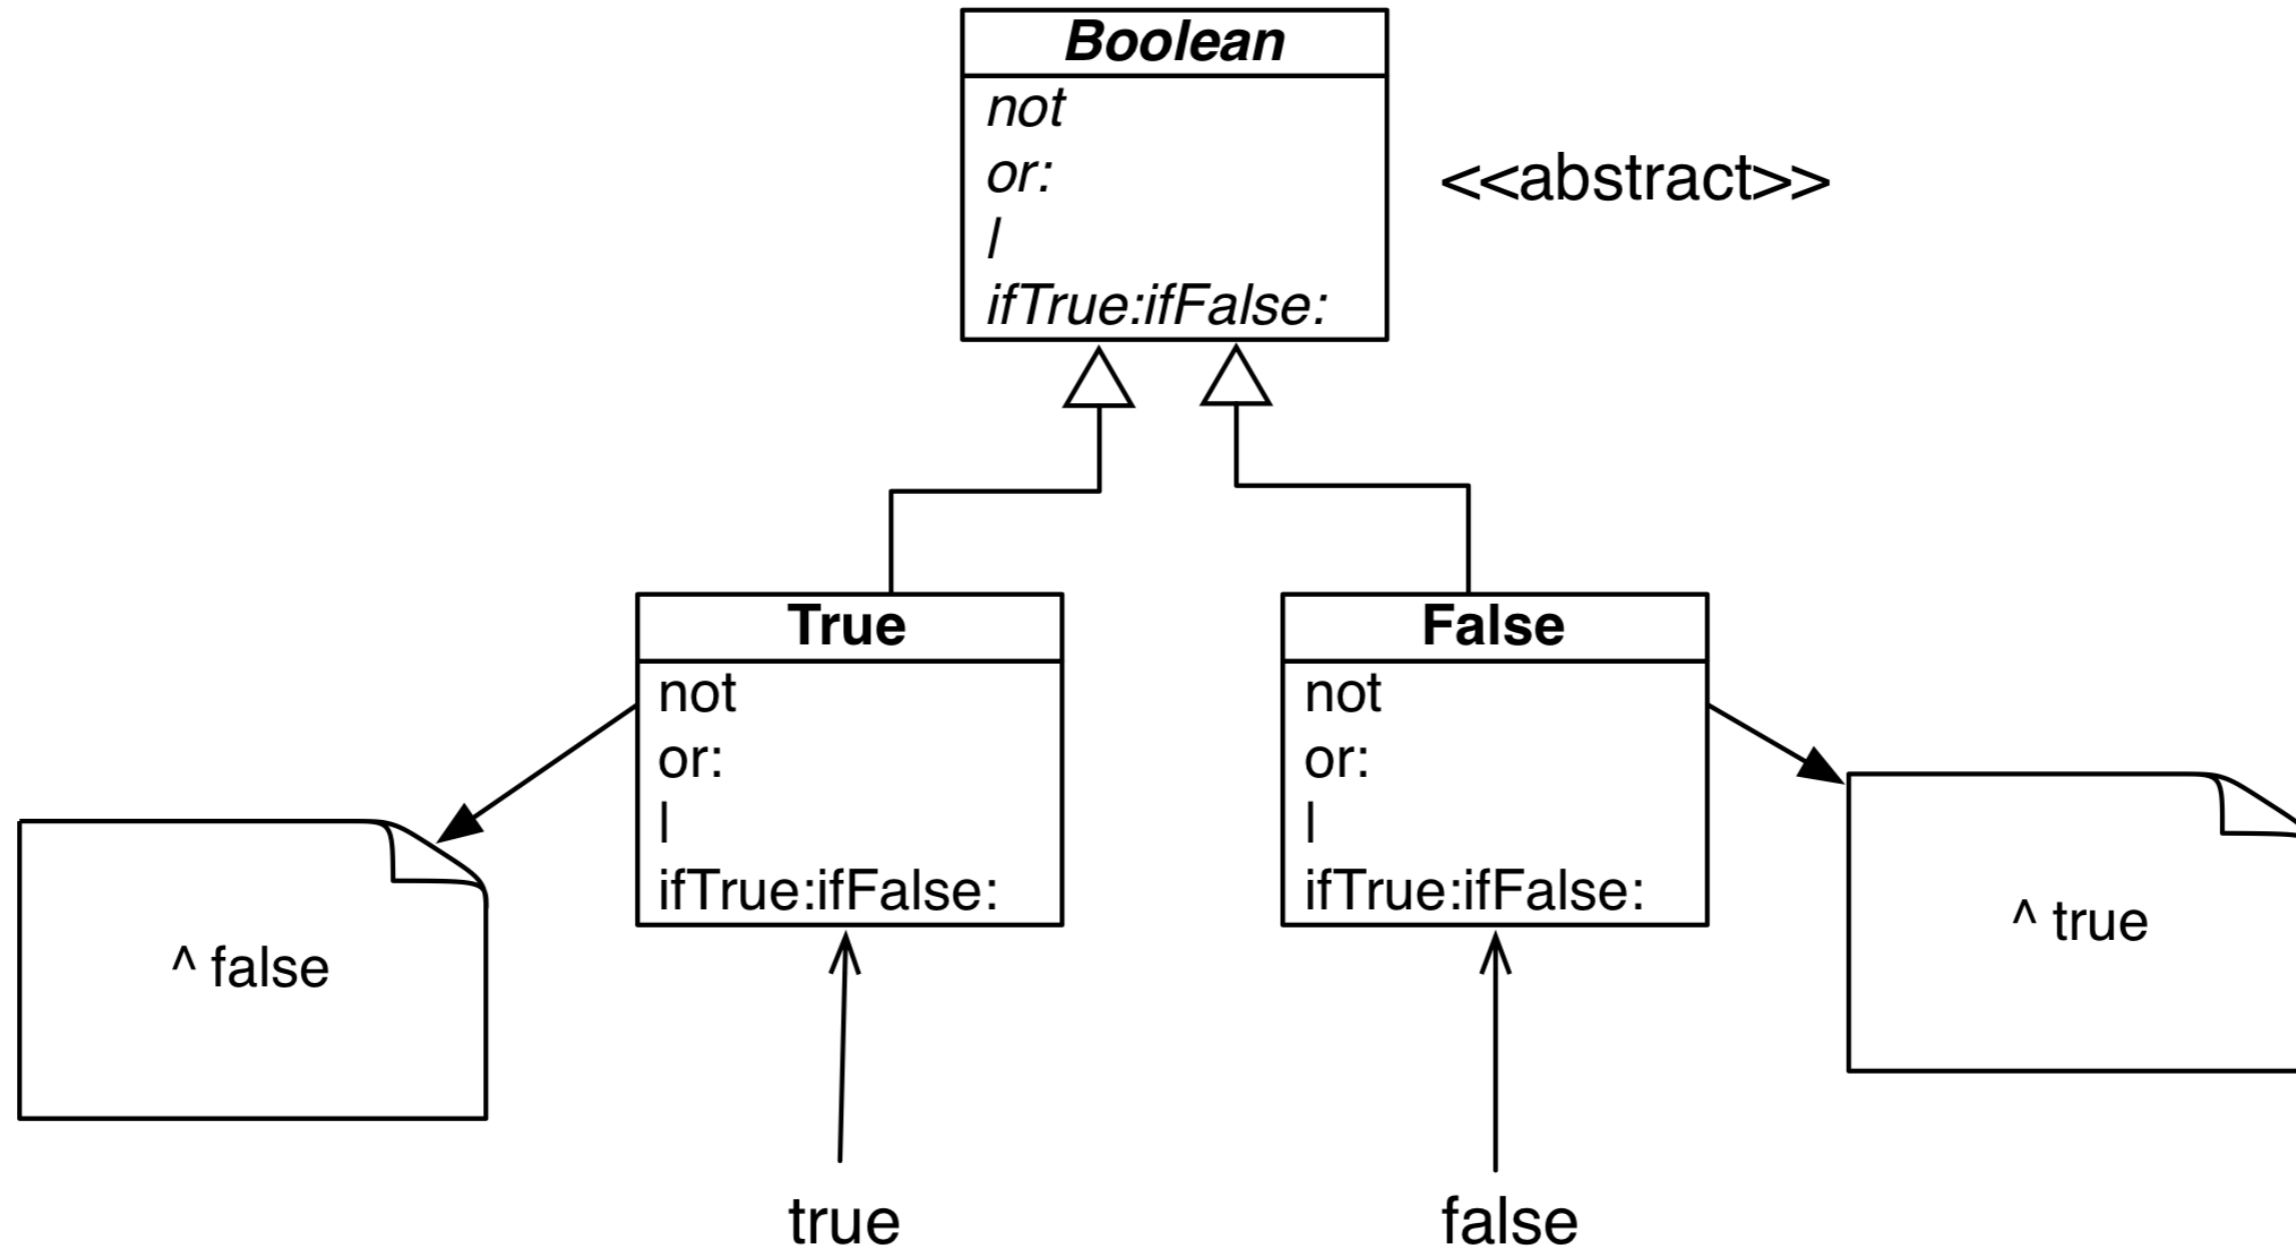 Boolean
not
or:
|
ifTrue:ifFalse:
<<abstract>>
True
not
or:
|
ifTrue:ifFalse:
False
not
or:
|
ifTrue:ifFalse:
^ false
^ true
true
false